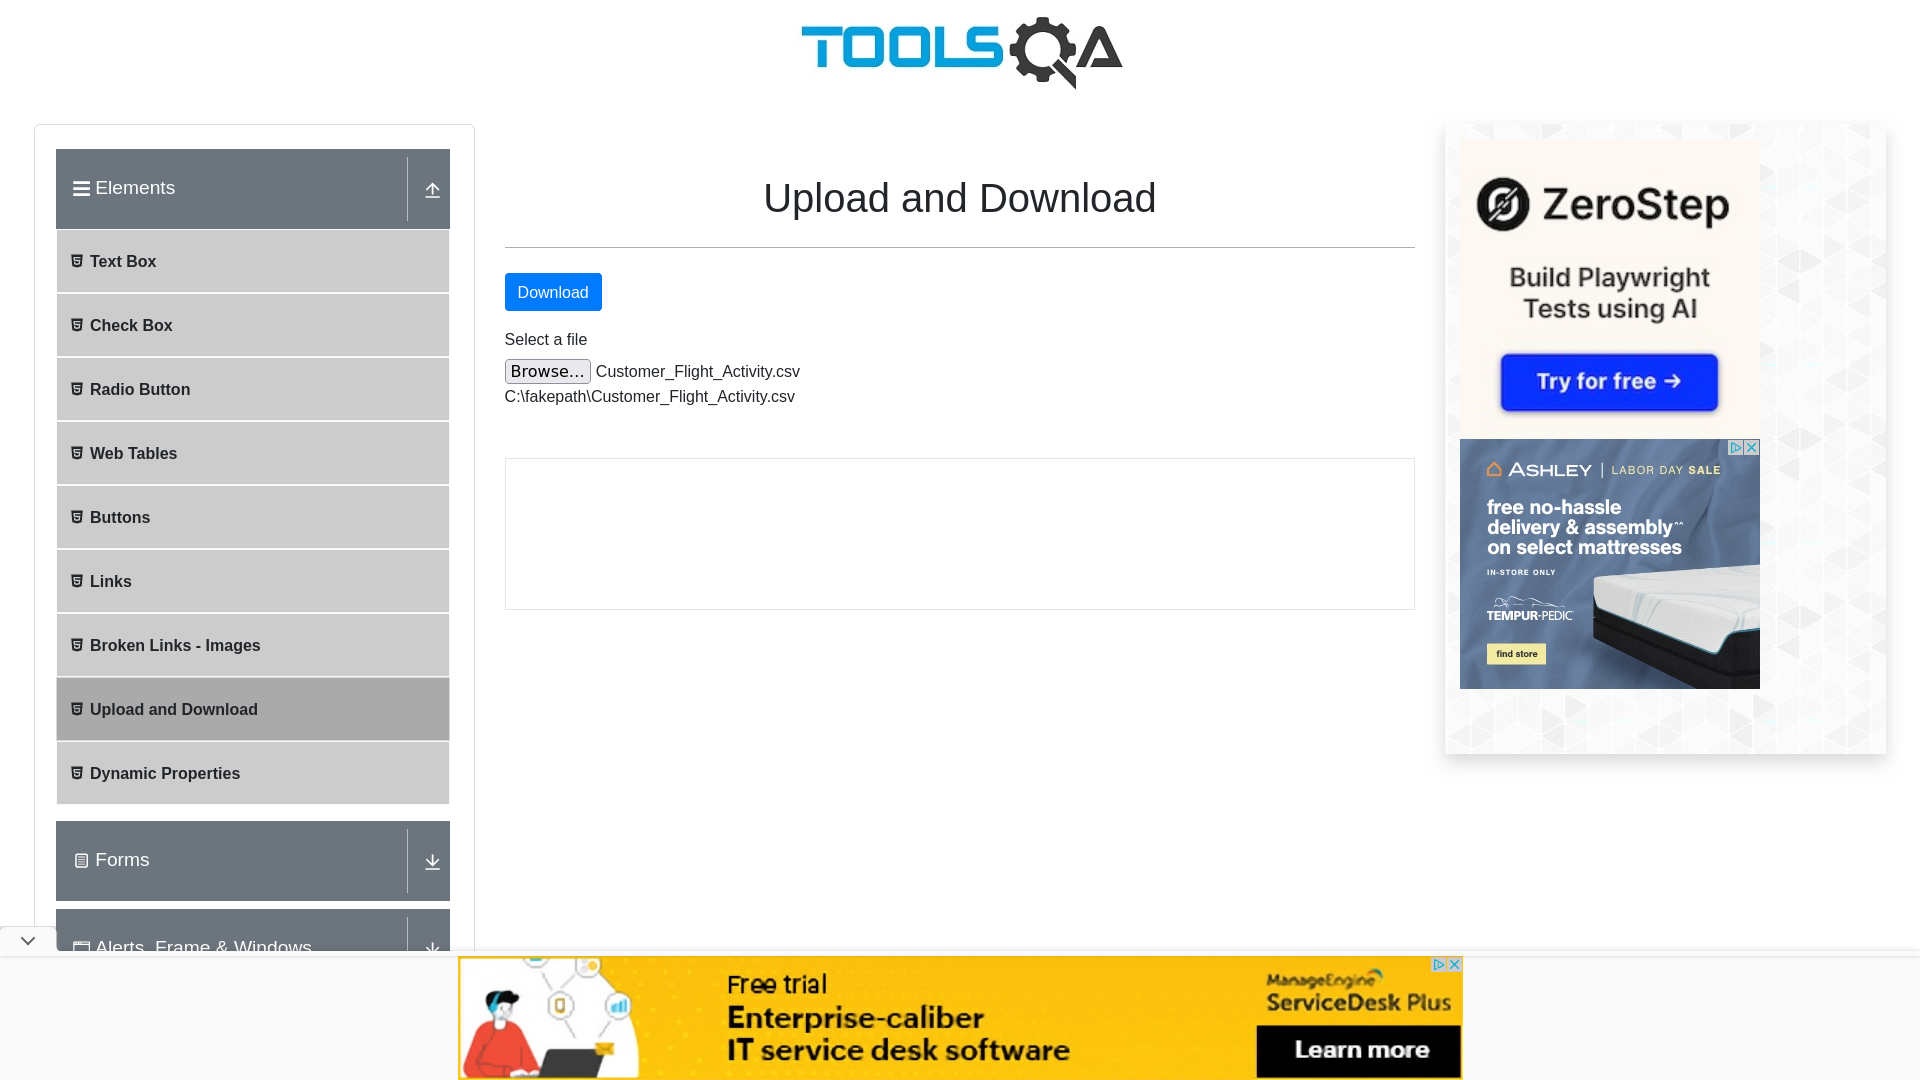 TOOLSQA
Elements
Text Box
Check Box
Radio Button
Web Tables
Buttons
Links
Broken Links - Images
Upload and Download
Dynamic Properties
Forms
Alerts, Frame & Windows
Upload and Download
Download
Select a file
Browse... Customer_Flight_Activity.csv
C:\fakepath\Customer_Flight_Activity.csv
ZeroStep
Build Playwright
Tests using AI
Try for free →
ASHLEY | LABOR DAY SALE
free no-hassle
delivery & assembly^^
on select mattresses
IN-STORE ONLY
TEMPUR-PEDIC
find store
Free trial
Enterprise-caliber
IT service desk software
ManageEngine
ServiceDesk Plus
Learn more